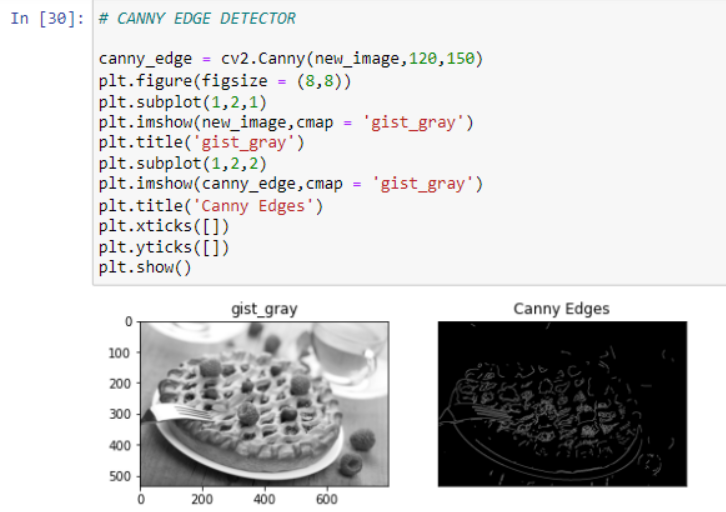 In [30]: # CANNY EDGE DETECTOR
canny_edge = cv2.Canny(new_image,120,150)
plt.figure(figsize = (8,8))
plt.subplot(1,2,1)
plt.imshow(new_image,cmap = 'gist_gray')
plt.title('gist_gray')
plt.subplot(1,2,2)
plt.imshow(canny_edge,cmap = 'gist_gray')
plt.title('Canny Edges')
plt.xticks([])
plt.yticks([])
plt.show()
gist_gray
Canny Edges
0
100
200
300
400
500
0 200 400 600